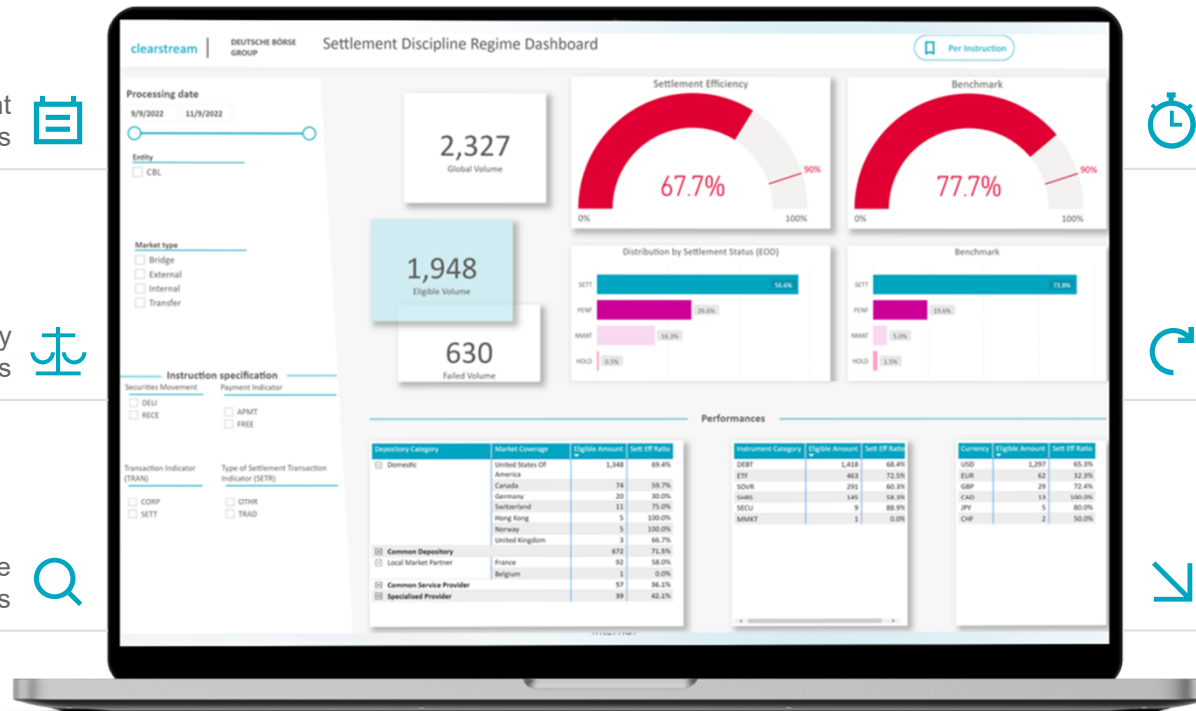 nt
s
y
s
e
s
clearstream
DEUTSCHE BÖRSE
GROUP
Settlement Discipline Regime Dashboard
Per Instruction
Processing date
9/9/2022 11/9/2022
Entity
CBL
Market type
Bridge
External
Internal
Transfer
Instruction specification
Securities Movement
DELI
RECE
Payment Indicator
APMT
FREE
Transaction Indicator
(TRAN)
CORP
SETT
Type of Settlement Transaction
Indicator (SETR)
OTHR
TRAD
2,327
Global Volume
1,948
Eligible Volume
630
Failed Volume
Settlement Efficiency
90%
67.7%
0% 100%
Benchmark
90%
77.7%
0% 100%
Distribution by Settlement Status (EOD)
SETT 56.6%
PENF 26.6%
NMAT 16.3%
HOLD 0.5%
Benchmark
SETT 73.8%
PENF 19.6%
NMAT 5.0%
HOLD 1.5%
Performances
Depository Category Market Coverage Eligible Amount Sett Eff Ratio
Domestic United States Of 1,348 69.4%
America
Canada 74 59.7%
Germany 20 30.0%
Switzerland 11 75.0%
Hong Kong 5 100.0%
Norway 5 100.0%
United Kingdom 3 66.7%
Common Depository 672 71.5%
Local Market Partner France 92 58.0%
Belgium 1 0.0%
Common Service Provider 57 36.1%
Specialised Provider 39 42.1%
Instrument Category Eligible Amount Sett Eff Ratio
DEBT 1,418 68.4%
ETF 463 72.5%
SOVR 291 60.3%
SHRS 145 58.3%
SECU 9 88.9%
MMKT 1 0.0%
Currency Eligible Amount Sett Eff Ratio
USD 1,297 65.3%
EUR 62 32.3%
GBP 29 72.4%
CAD 13 100.0%
JPY 5 80.0%
CHF 2 50.0%